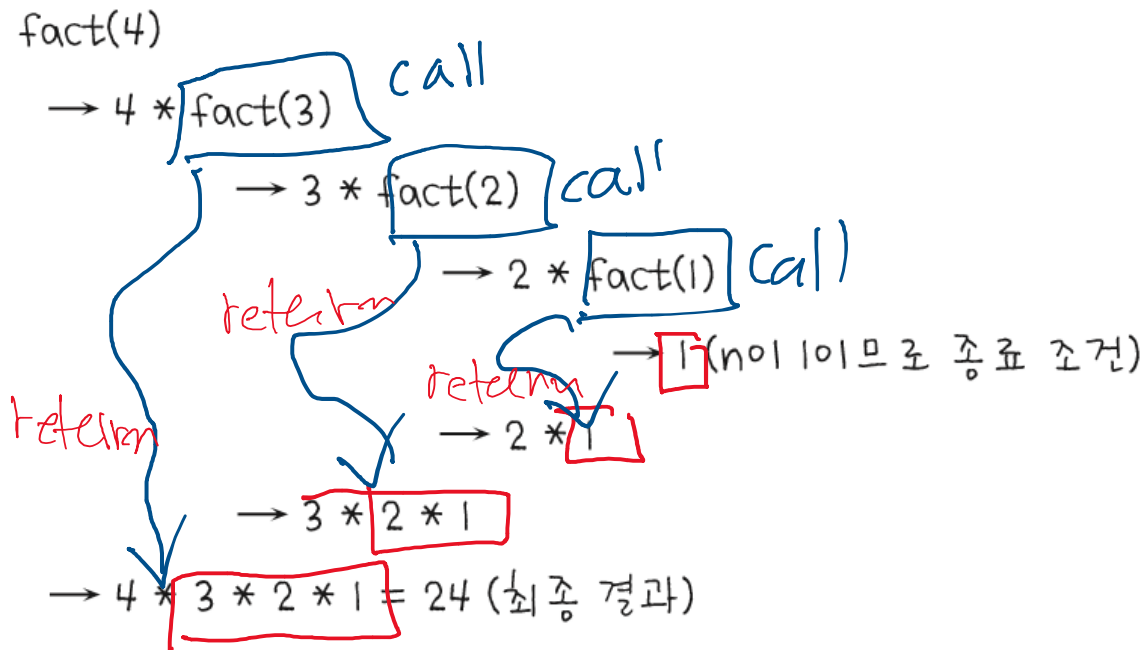 fact(4)
→ 4 * fact(3) call
→ 3 * fact(2) call
→ 2 * fact(1) call
→ 1 (n이 1이므로 종료 조건)
→ 2 * 1
→ 3 * 2 * 1
→ 4 * 3 * 2 * 1 = 24 (최종 결과)
return
return
return